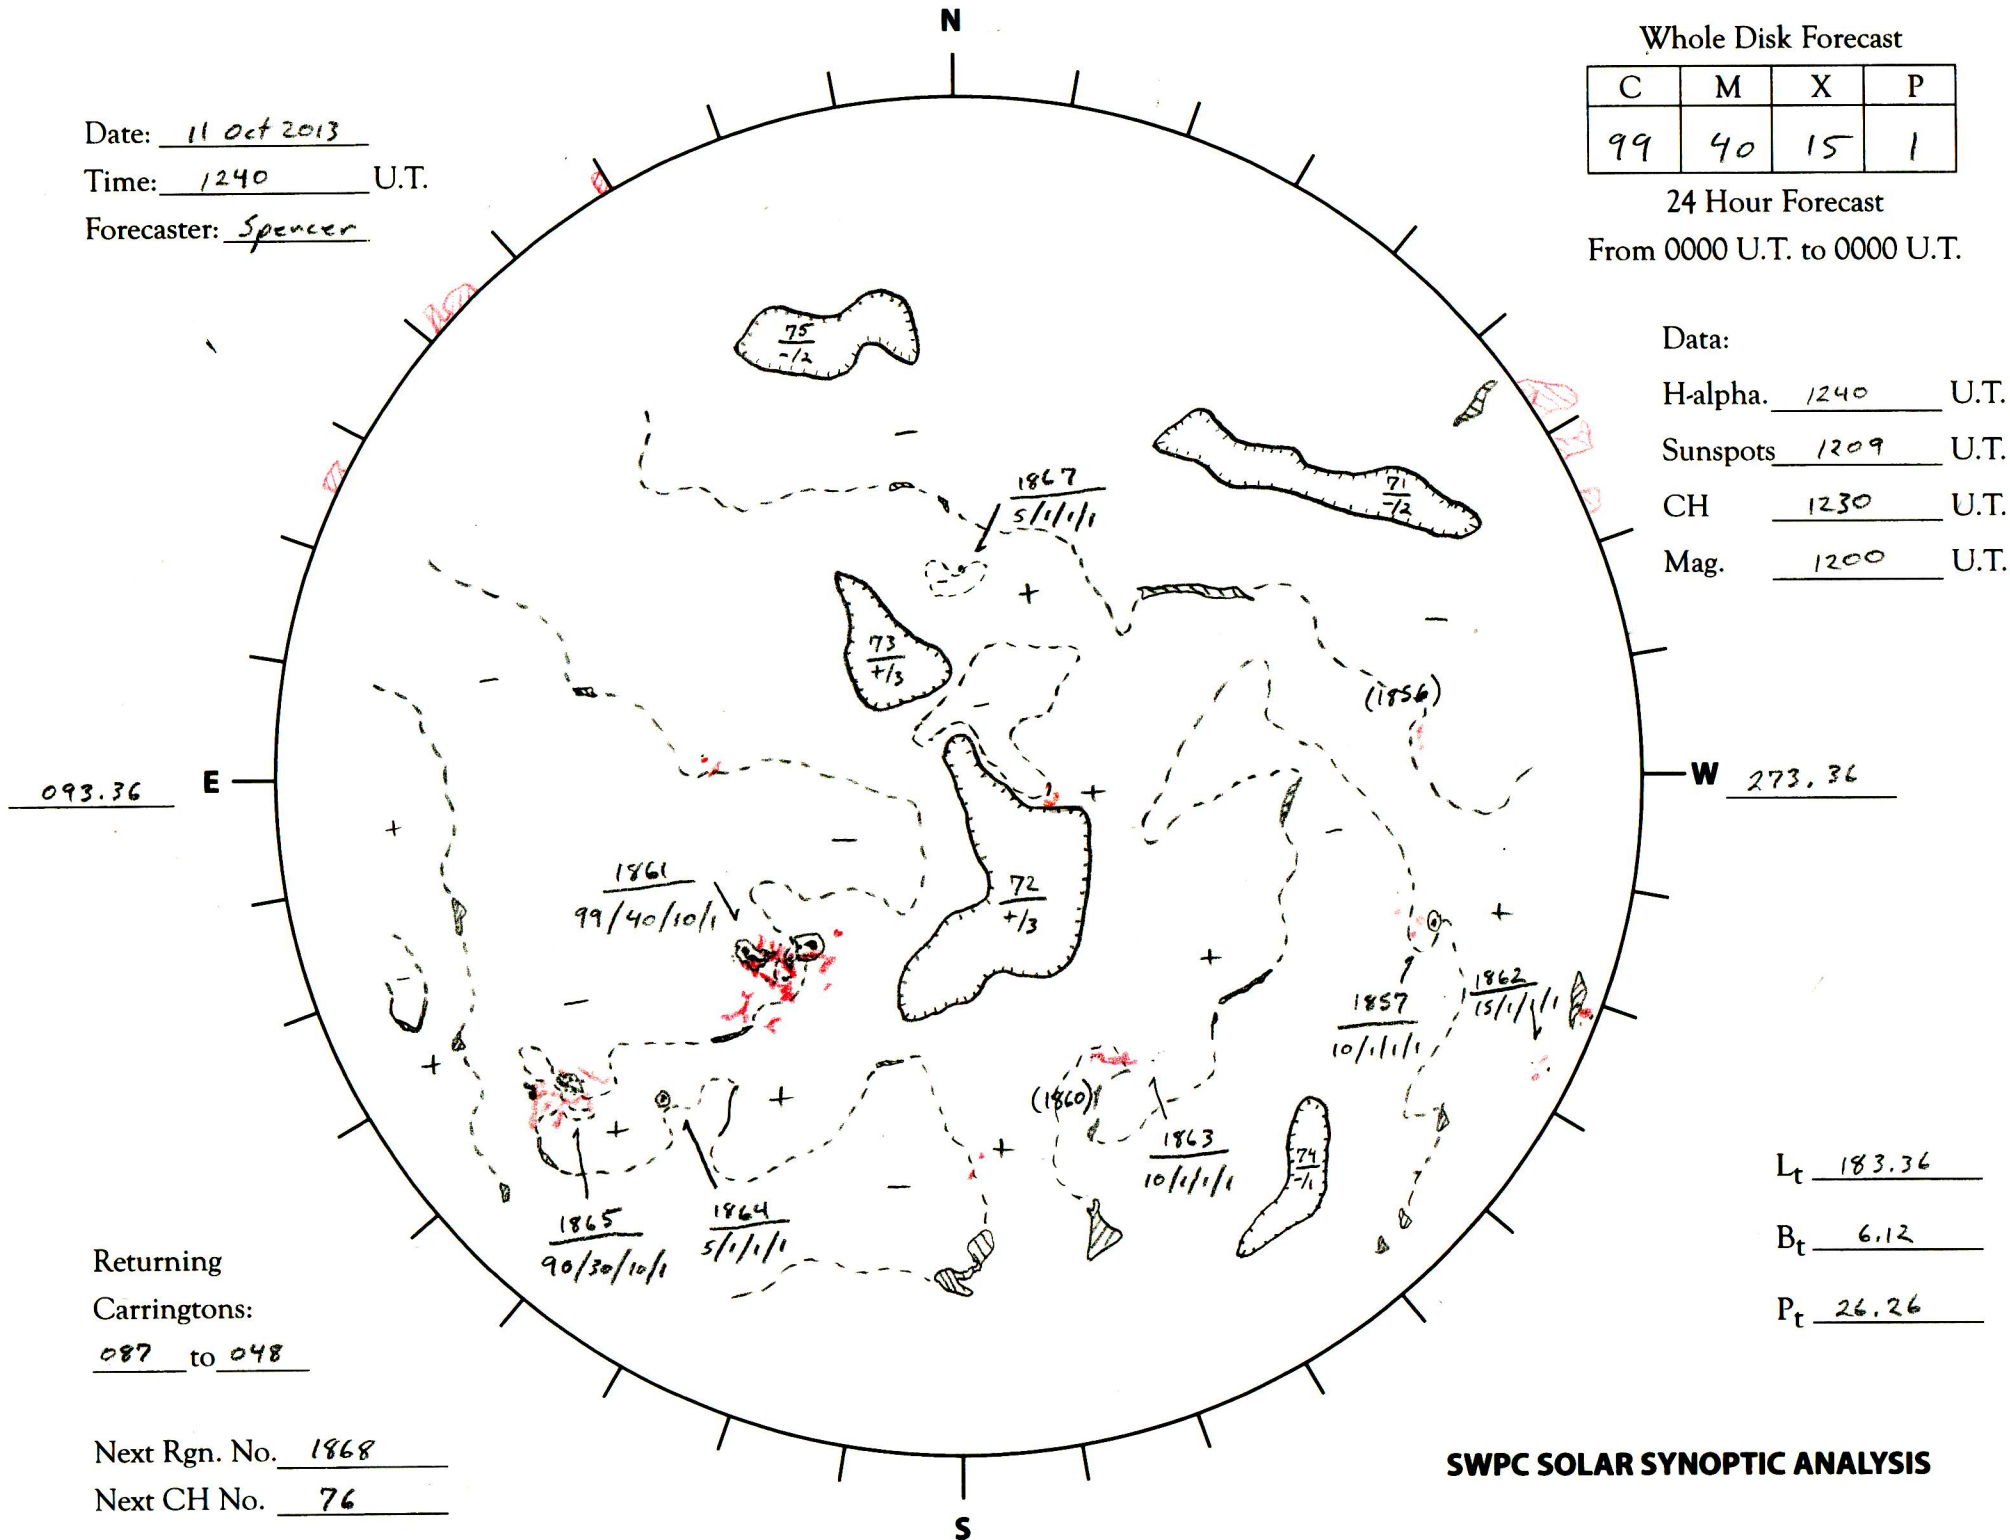 N
Whole Disk Forecast
C M X P
99 40 15 1
24 Hour Forecast
From 0000 U.T. to 0000 U.T.
Date: 11 Oct 2013
Time: 1240 U.T.
Forecaster: Spencer
Data:
H-alpha. 1240 U.T.
Sunspots 1209 U.T.
CH 1230 U.T.
Mag. 1200 U.T.
75
-/2
71
-/2
1867
5/1/1/1
73
+/3
(1856)
093.36 E
W 273.36
1861
99/40/10/1
72
+/3
1857
10/1/1/1
1862
15/1/1/1
(1860)
1863
10/1/1/1
74
-/1
1865
90/30/10/1
1864
5/1/1/1
Lt 183.36
Bt 6.12
Pt 26.26
Returning
Carringtons:
087 to 048
Next Rgn. No. 1868
Next CH No. 76
SWPC SOLAR SYNOPTIC ANALYSIS
S